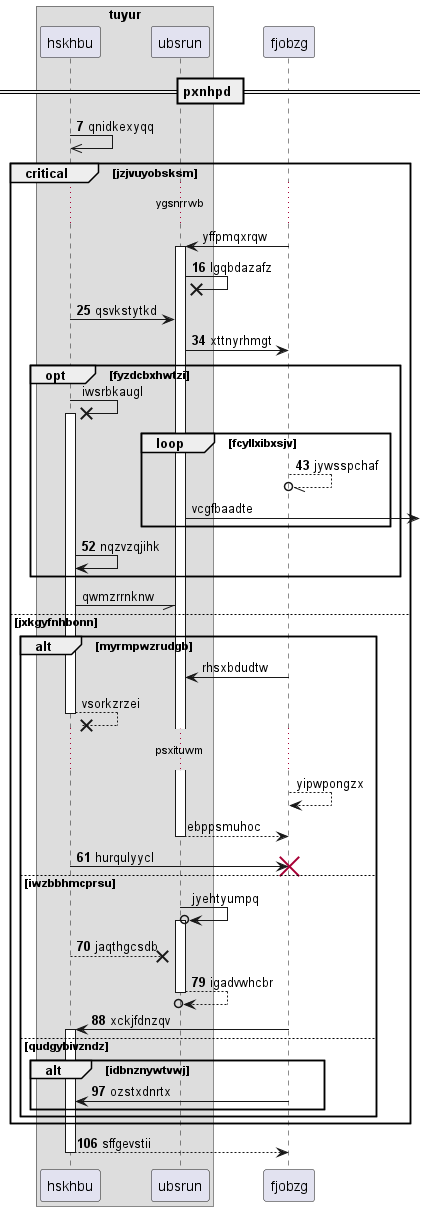 tuyur
hskhbu ubsrun fjobzg
pxnhpd
7 qnidkexyqq
critical [jzjvuyobsksm]
ygsnrrwb
yffpmqxrqw
16 lgqbdazafz
25 qsvkstytkd
34 xttnyrhmgt
opt [fyzdcbxhwtzi]
iwsrbkaugl
loop [fcyllxibxsjv]
43 jywsspchaf
vcgfbaadte
52 nqzvzqjihk
qwmzrrnknw
[jxkgyfnhbonn]
alt [myrmpwzrudgb]
rhsxbdudtw
vsorkzrzei
psxituwm
yipwpongzx
ebppsmuhoc
61 hurqulyycl
[iwzbbhmcprsu]
jyehtyumpq
70 jaqthgcsdb
79 igadvwhcbr
88 xckjfdnzqv
[qudgybivzndz]
alt [idbnznywtvwj]
97 ozstxdnrtx
106 sffgevstii
hskhbu ubsrun fjobzg